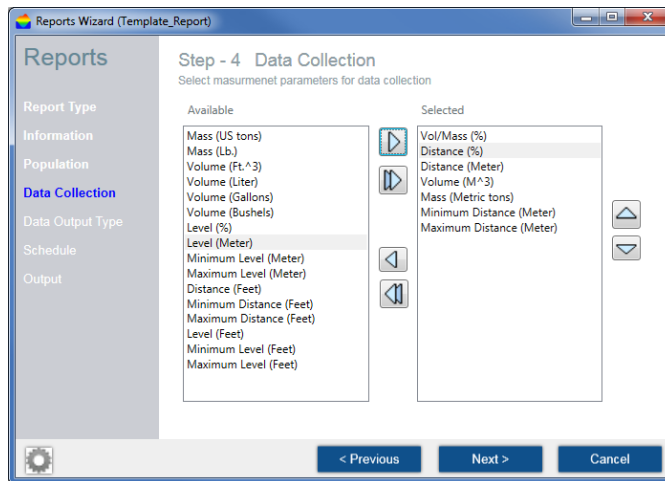 Reports Wizard (Template_Report)
Reports
Report Type
Information
Population
Data Collection
Data Output Type
Schedule
Output
Step - 4 Data Collection
Select masurmenet parameters for data collection
Available
Mass (US tons)
Mass (Lb.)
Volume (Ft.^3)
Volume (Liter)
Volume (Gallons)
Volume (Bushels)
Level (%)
Level (Meter)
Minimum Level (Meter)
Maximum Level (Meter)
Distance (Feet)
Minimum Distance (Feet)
Maximum Distance (Feet)
Level (Feet)
Minimum Level (Feet)
Maximum Level (Feet)
Selected
Vol/Mass (%)
Distance (%)
Distance (Meter)
Volume (M^3)
Mass (Metric tons)
Minimum Distance (Meter)
Maximum Distance (Meter)
< Previous
Next >
Cancel